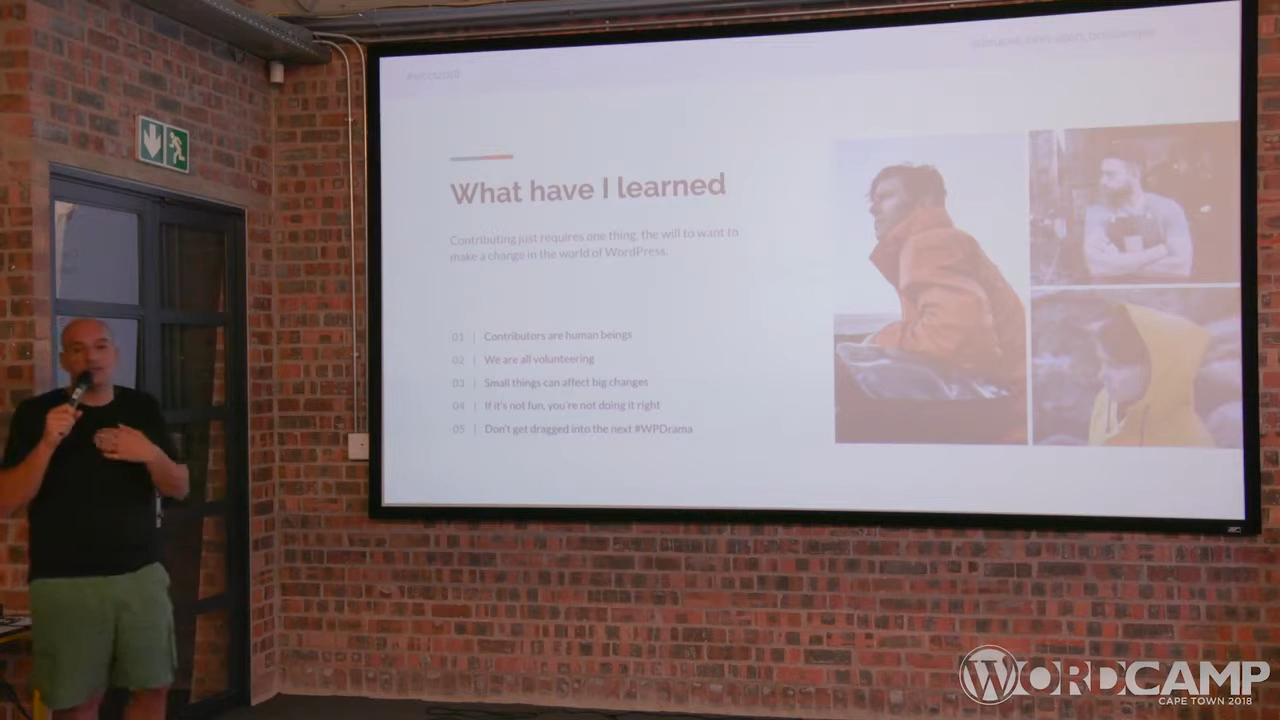 What have I learned
Contributing just requires one thing, the will to want to
make a change in the world of WordPress.
01 | Contributors are human beings
02 | We are all volunteering
03 | Small things can affect big changes
04 | If it's not fun, you're not doing it right
05 | Don't get dragged into the next #WPDrama
WORDCAMP
CAPE TOWN 2018